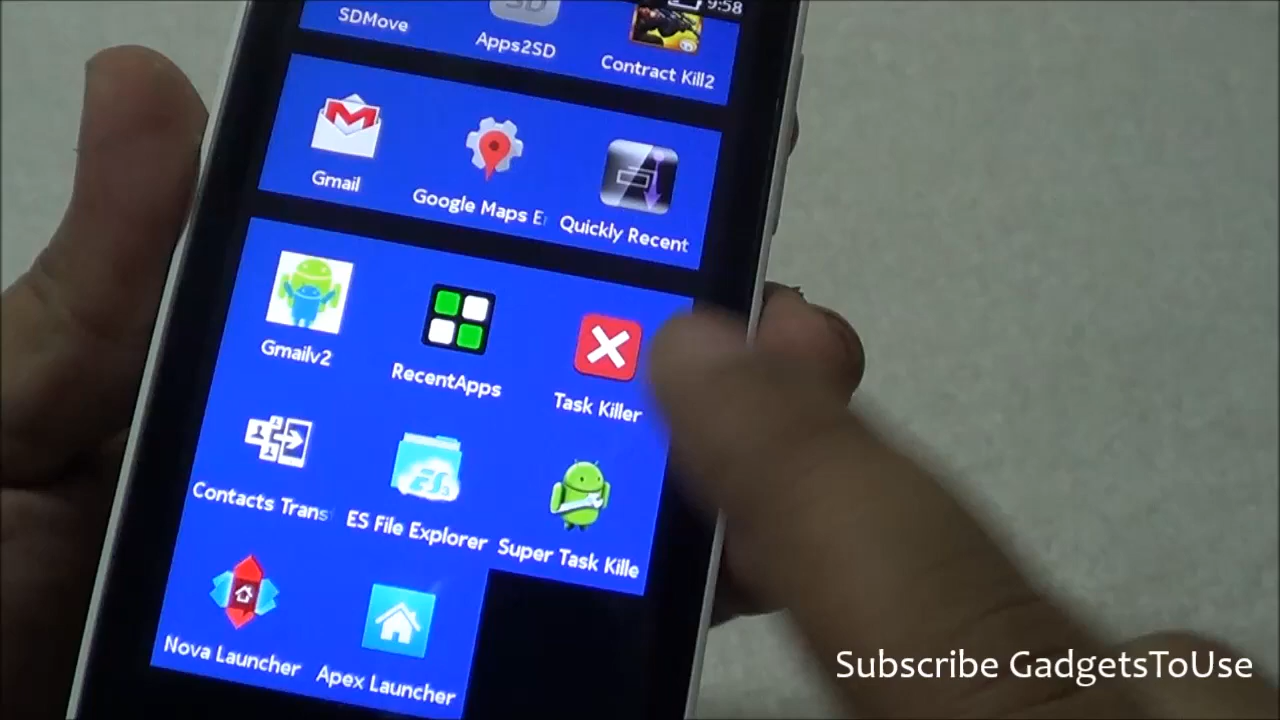 9:58
SDMove
Apps2SD
Contract Kill2
Gmail
Google Maps E
Quickly Recent
Gmailv2
RecentApps
Task Killer
Contacts Trans
ES File Explorer
Super Task Kille
Nova Launcher
Apex Launcher
Subscribe GadgetsToUse